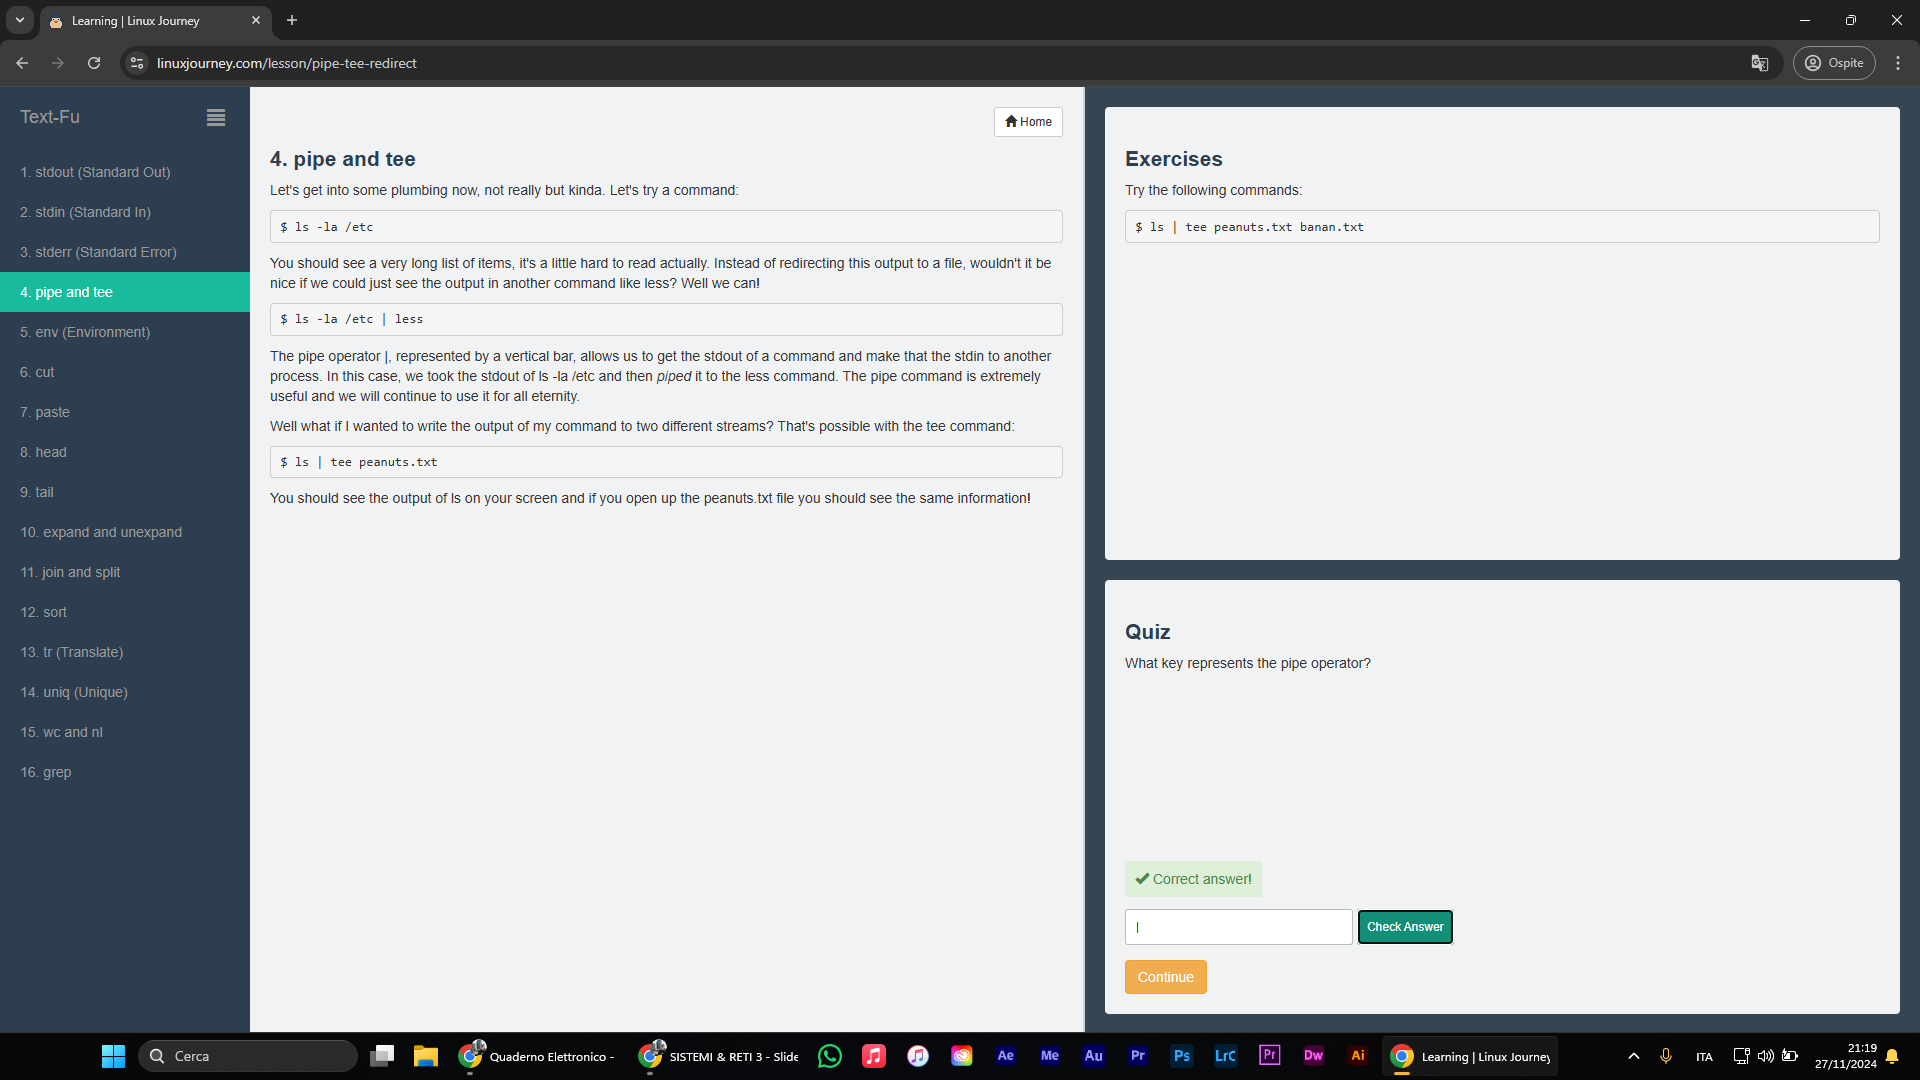 Learning | Linux Journey
linuxjourney.com/lesson/pipe-tee-redirect
Ospite
Text-Fu
1. stdout (Standard Out)
2. stdin (Standard In)
3. stderr (Standard Error)
4. pipe and tee
5. env (Environment)
6. cut
7. paste
8. head
9. tail
10. expand and unexpand
11. join and split
12. sort
13. tr (Translate)
14. uniq (Unique)
15. wc and nl
16. grep
Home
4. pipe and tee
Let's get into some plumbing now, not really but kinda. Let's try a command:
$ ls -la /etc
You should see a very long list of items, it's a little hard to read actually. Instead of redirecting this output to a file, wouldn't it be
nice if we could just see the output in another command like less? Well we can!
$ ls -la /etc | less
The pipe operator |, represented by a vertical bar, allows us to get the stdout of a command and make that the stdin to another
process. In this case, we took the stdout of ls -la /etc and then piped it to the less command. The pipe command is extremely
useful and we will continue to use it for all eternity.
Well what if I wanted to write the output of my command to two different streams? That's possible with the tee command:
$ ls | tee peanuts.txt
You should see the output of ls on your screen and if you open up the peanuts.txt file you should see the same information!
Exercises
Try the following commands:
$ ls | tee peanuts.txt banan.txt
Quiz
What key represents the pipe operator?
Correct answer!
|
Check Answer
Continue
Cerca
Quaderno Elettronico -
SISTEMI & RETI 3 - Slide
Ae
Me
Au
Pr
Ps
LrC
Pr
Dw
Ai
Learning | Linux Journey
ITA
21:19
27/11/2024